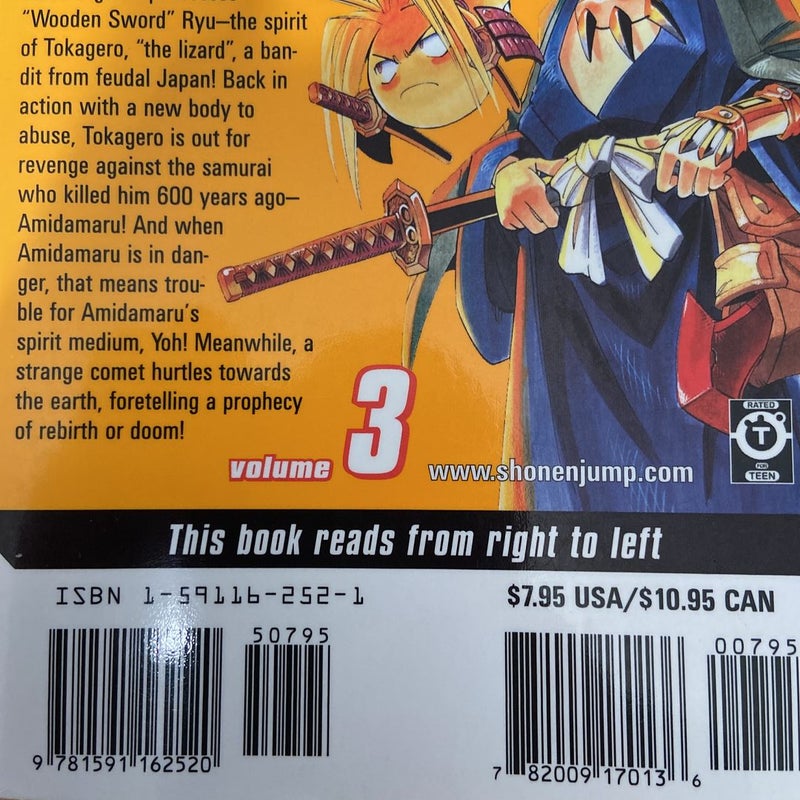 "Wooden Sword" Ryu—the spirit
of Tokagero, "the lizard", a ban-
dit from feudal Japan! Back in
action with a new body to
abuse, Tokagero is out for
revenge against the samurai
who killed him 600 years ago—
Amidamaru! And when
Amidamaru is in dan-
ger, that means trou-
ble for Amidamaru's
spirit medium, Yoh! Meanwhile, a
strange comet hurtles towards
the earth, foretelling a prophecy
of rebirth or doom!
volume 3
www.shonenjump.com
RATED
T
FOR
TEEN
This book reads from right to left
ISBN 1-59116-252-1
$7.95 USA/$10.95 CAN
50795
9 781591 162520
00795
7 82009 17013 6